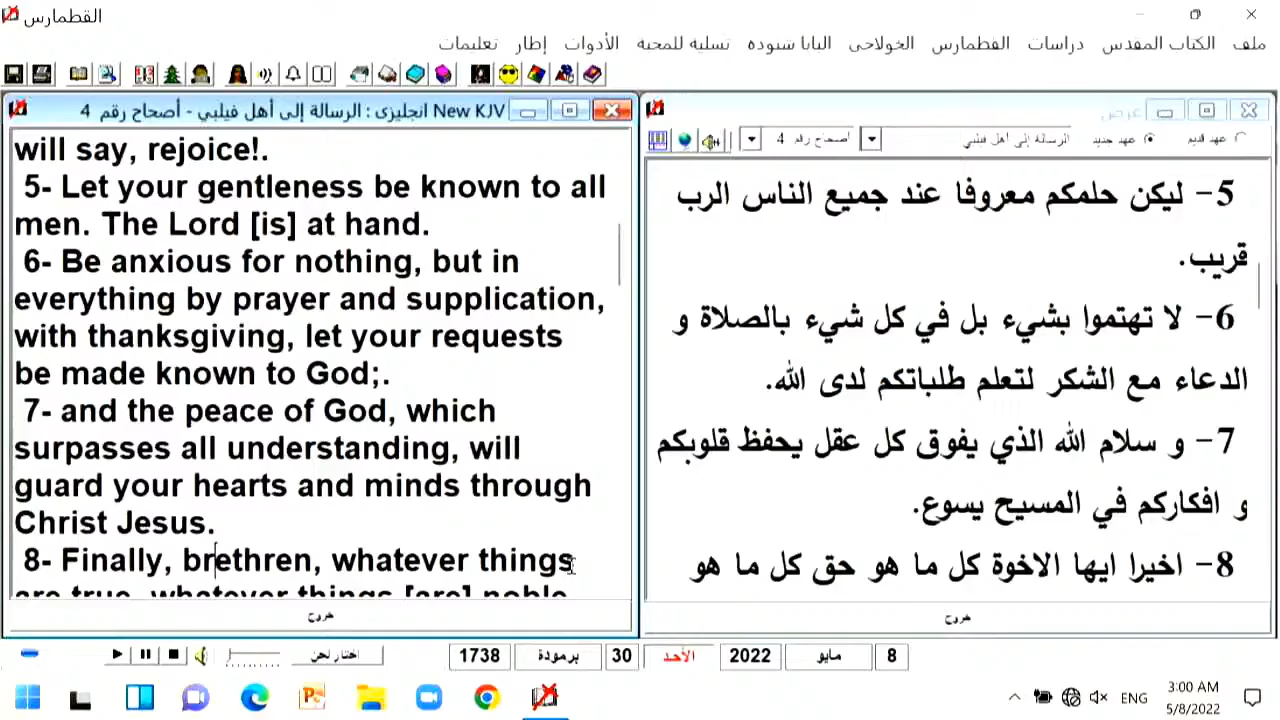 القطمارس
ملف الكتاب المقدس دراسات القطمارس الخولاجى البابا شنوده تسلية للمحبه الأدوات إطار تعليمات
New KJV انجليزى : الرسالة إلى أهل فيلبي - أصحاح رقم 4
will say, rejoice!.
5- Let your gentleness be known to all
men. The Lord [is] at hand.
6- Be anxious for nothing, but in
everything by prayer and supplication,
with thanksgiving, let your requests
be made known to God;.
7- and the peace of God, which
surpasses all understanding, will
guard your hearts and minds through
Christ Jesus.
8- Finally, brethren, whatever things
are true, whatever things [are] noble
خروج
عرض
عهد قديم عهد جديد الرسالة إلى أهل فيلبي أصحاح رقم 4
5- ليكن حلمكم معروفا عند جميع الناس الرب
قريب.
6- لا تهتموا بشيء بل في كل شيء بالصلاة و
الدعاء مع الشكر لتعلم طلباتكم لدى الله.
7- و سلام الله الذي يفوق كل عقل يحفظ قلوبكم
و افكاركم في المسيح يسوع.
8- اخيرا ايها الاخوة كل ما هو حق كل ما هو
خروج
اختار لحن 1738 برمودة 30 الأحد 2022 مايو 8
ENG 3:00 AM
5/8/2022